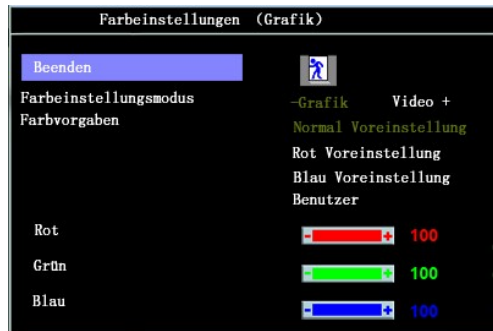 Farbeinstellungen (Grafik)
Beenden
Farbeinstellungsmodus -Grafik Video +
Farbvorgaben Normal Voreinstellung
Rot Voreinstellung
Blau Voreinstellung
Benutzer
Rot - + 100
Grün - + 100
Blau - + 100